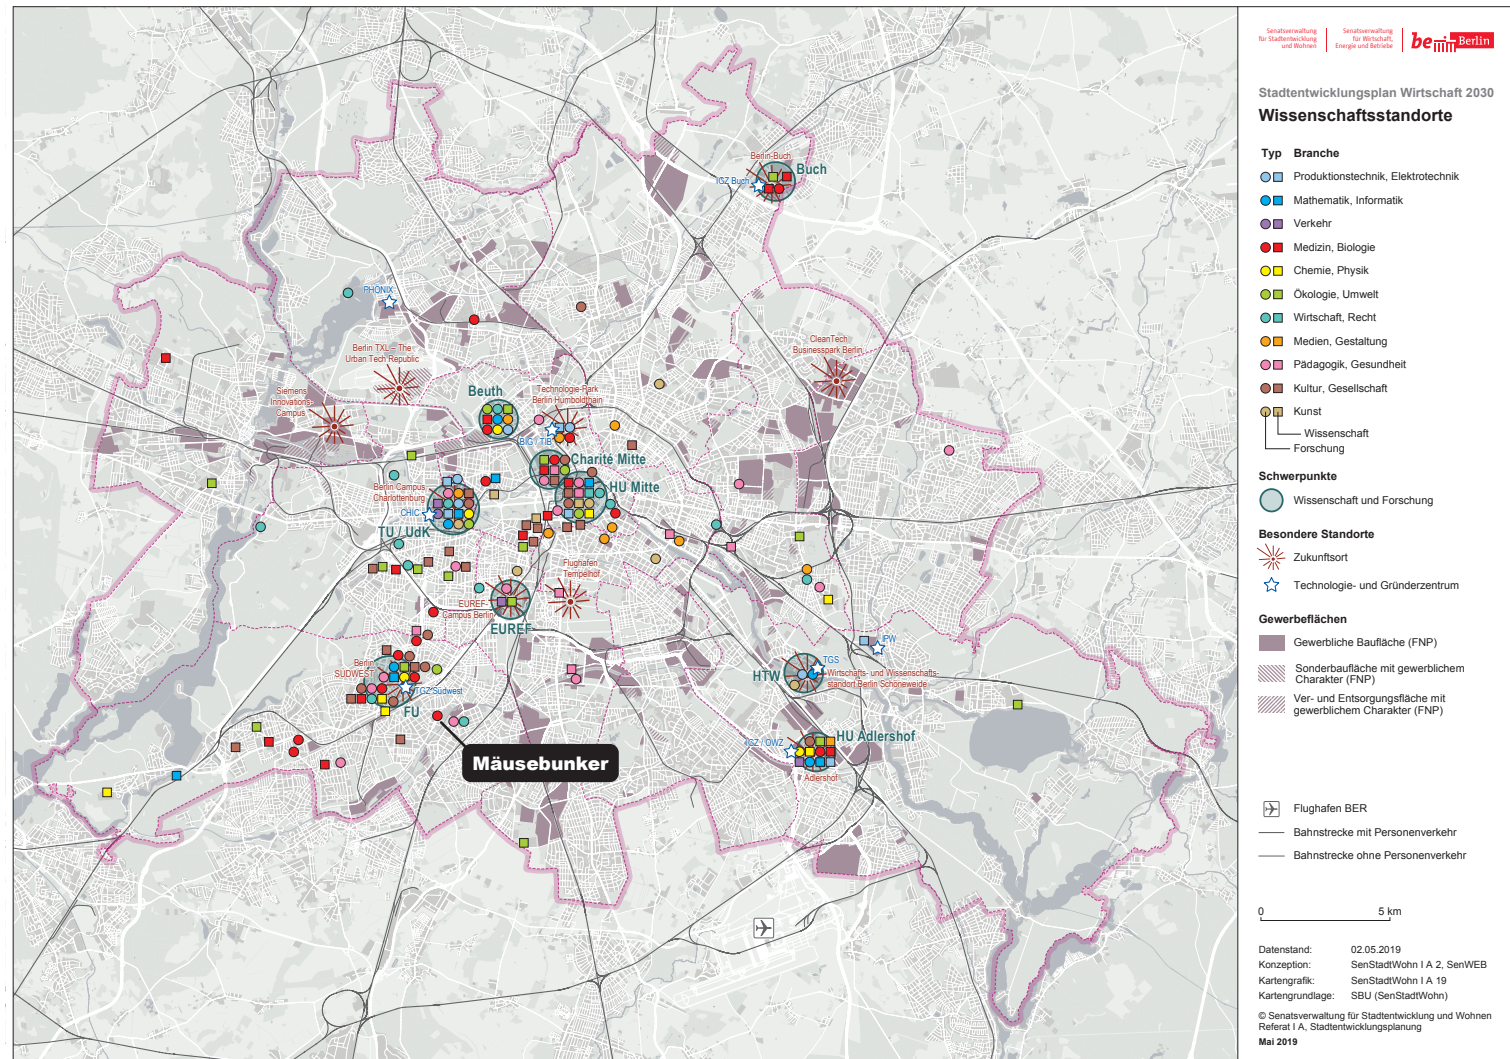 Senatsverwaltung
für Stadtentwicklung
und Wohnen
Senatsverwaltung
für Wirtschaft,
Energie und Betriebe
be Berlin
Stadtentwicklungsplan Wirtschaft 2030
Wissenschaftsstandorte
Typ Branche
Produktionstechnik, Elektrotechnik
Mathematik, Informatik
Verkehr
Medizin, Biologie
Chemie, Physik
Ökologie, Umwelt
Wirtschaft, Recht
Medien, Gestaltung
Pädagogik, Gesundheit
Kultur, Gesellschaft
Kunst
Wissenschaft
Forschung
Schwerpunkte
Wissenschaft und Forschung
Besondere Standorte
Zukunftsort
Technologie- und Gründerzentrum
Gewerbeflächen
Gewerbliche Baufläche (FNP)
Sonderbaufläche mit gewerblichem
Charakter (FNP)
Ver- und Entsorgungsfläche mit
gewerblichem Charakter (FNP)
Flughafen BER
Bahnstrecke mit Personenverkehr
Bahnstrecke ohne Personenverkehr
0 5 km
Datenstand: 02.05.2019
Konzeption: SenStadtWohn I A 2, SenWEB
Kartengrafik: SenStadtWohn I A 19
Kartengrundlage: SBU (SenStadtWohn)
© Senatsverwaltung für Stadtentwicklung und Wohnen
Referat I A, Stadtentwicklungsplanung
Mai 2019
Berlin-Buch
Buch
IGZ Buch
PHÖNIX
Berlin TXL – The
Urban Tech Republic
CleanTech
Businesspark Berlin
Siemens
Innovations-
Campus
Beuth
Technologie-Park
Berlin Humboldthain
BIG / TIB
Charité Mitte
HU Mitte
Berlin Campus
Charlottenburg
CHIC
TU / UdK
Flughafen
Tempelhof
EUREF-
Campus Berlin
EUREF
IPW
Berlin
SÜDWEST
TGZ Südwest
FU
TGS
HTW
Wirtschafts- und Wissenschafts-
standort Berlin Schöneweide
HU Adlershof
IGZ / OWZ
Adlershof
Mäusebunker